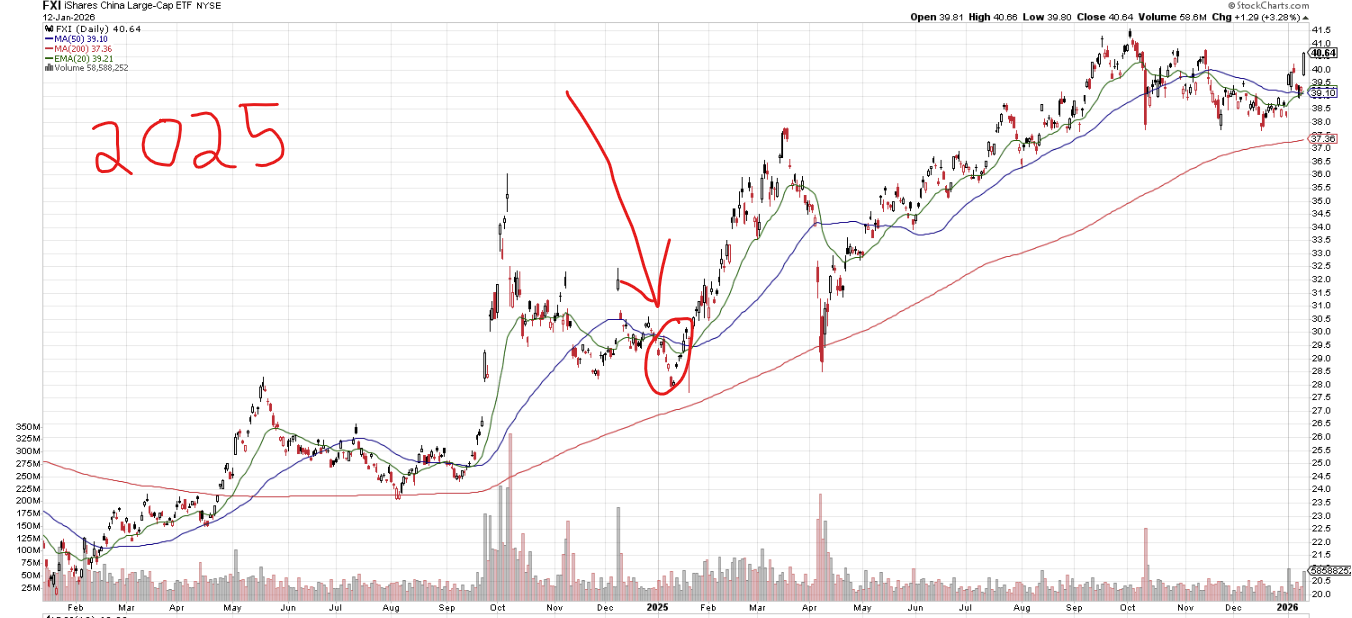 FXI iShares China Large-Cap ETF NYSE
© StockCharts.com
12-Jan-2026
Open 39.81 High 40.66 Low 39.80 Close 40.64 Volume 58.6M Chg +1.29 (+3.28%)
FXI (Daily) 40.64
MA(50) 39.10
MA(200) 37.36
EMA(20) 39.21
Volume 58,588,252
2025
41.5
41.0
40.64
40.0
39.5
39.10
38.5
38.0
37.5
37.36
37.0
36.5
36.0
35.5
35.0
34.5
34.0
33.5
33.0
32.5
32.0
31.5
31.0
30.5
30.0
29.5
29.0
28.5
28.0
27.5
27.0
26.5
26.0
25.5
25.0
24.5
24.0
23.5
23.0
22.5
22.0
21.5
58588252
20.5
20.0
350M
325M
300M
275M
250M
225M
200M
175M
150M
125M
100M
75M
50M
25M
Feb Mar Apr May Jun Jul Aug Sep Oct Nov Dec 2025 Feb Mar Apr May Jun Jul Aug Sep Oct Nov Dec 2026